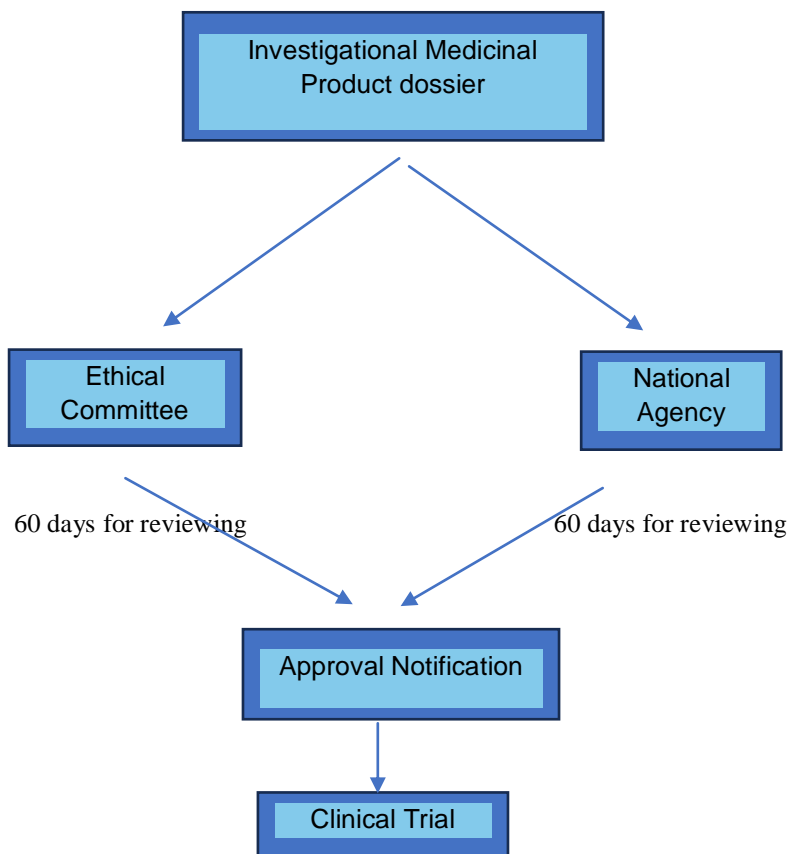 Investigational Medicinal
Product dossier
Ethical
Committee
National
Agency
60 days for reviewing
60 days for reviewing
Approval Notification
Clinical Trial